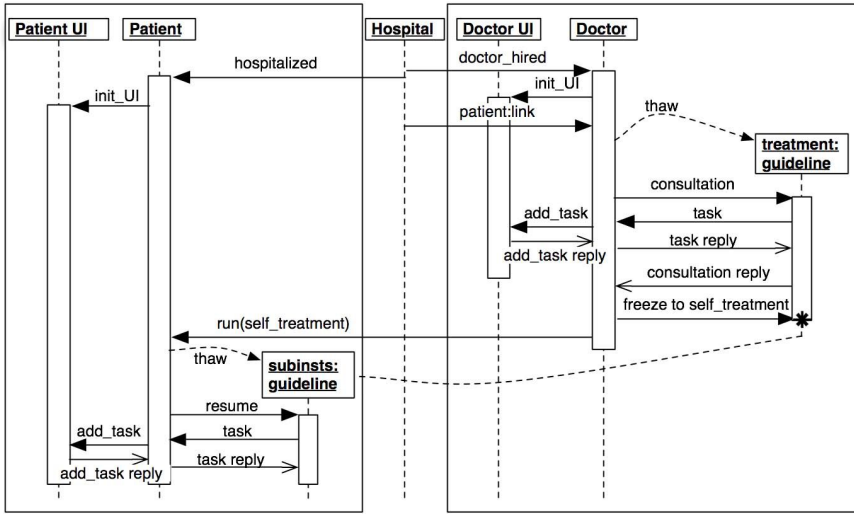 Patient UI
Patient
Hospital
Doctor UI
Doctor
hospitalized
doctor_hired
init_UI
init_UI
patient:link
thaw
treatment:
guideline
consultation
add_task
task
add_task reply
task reply
consultation reply
freeze to self_treatment
run(self_treatment)
thaw
subinsts:
guideline
resume
add_task
task
add_task reply
task reply